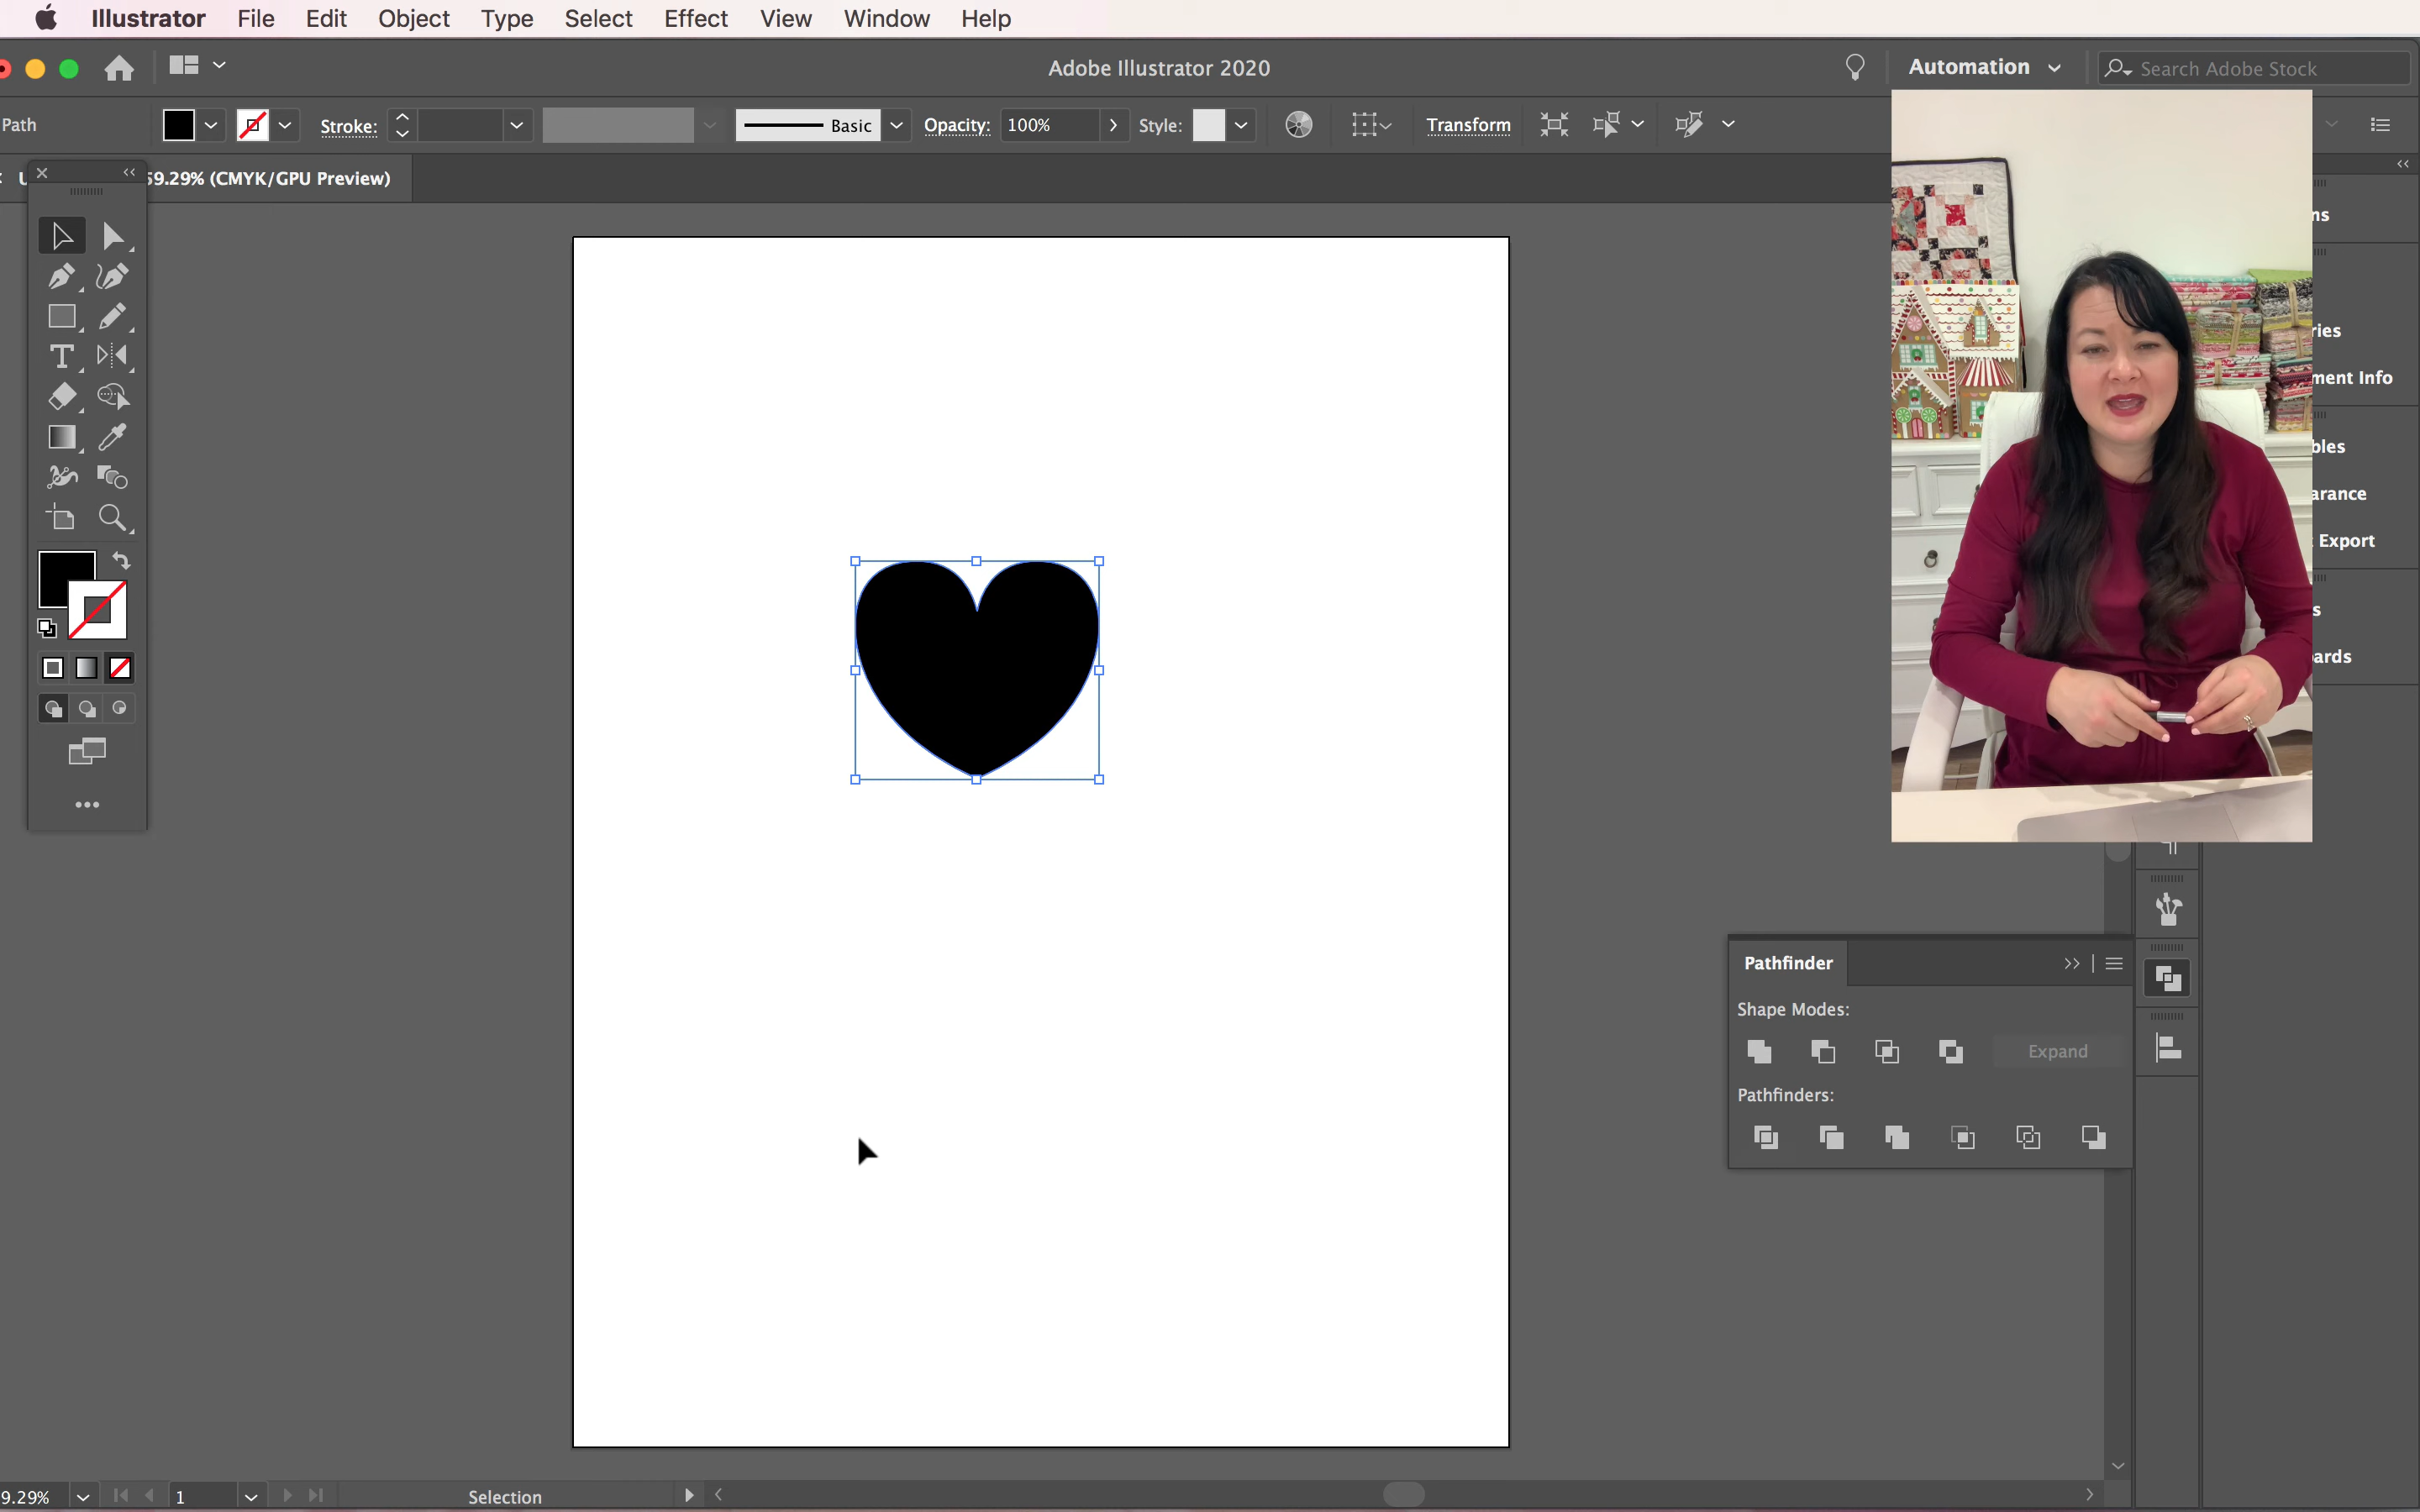 Illustrator File Edit Object Type Select Effect View Window Help
Adobe Illustrator 2020 Automation Search Adobe Stock
Path Stroke: Basic Opacity: 100% Style: Transform
59.29% (CMYK/GPU Preview)
ns
T
ries
ment Info
bles
arance
Export
s
ards
Pathfinder
Shape Modes:
Expand
Pathfinders:
9.29% 1 Selection